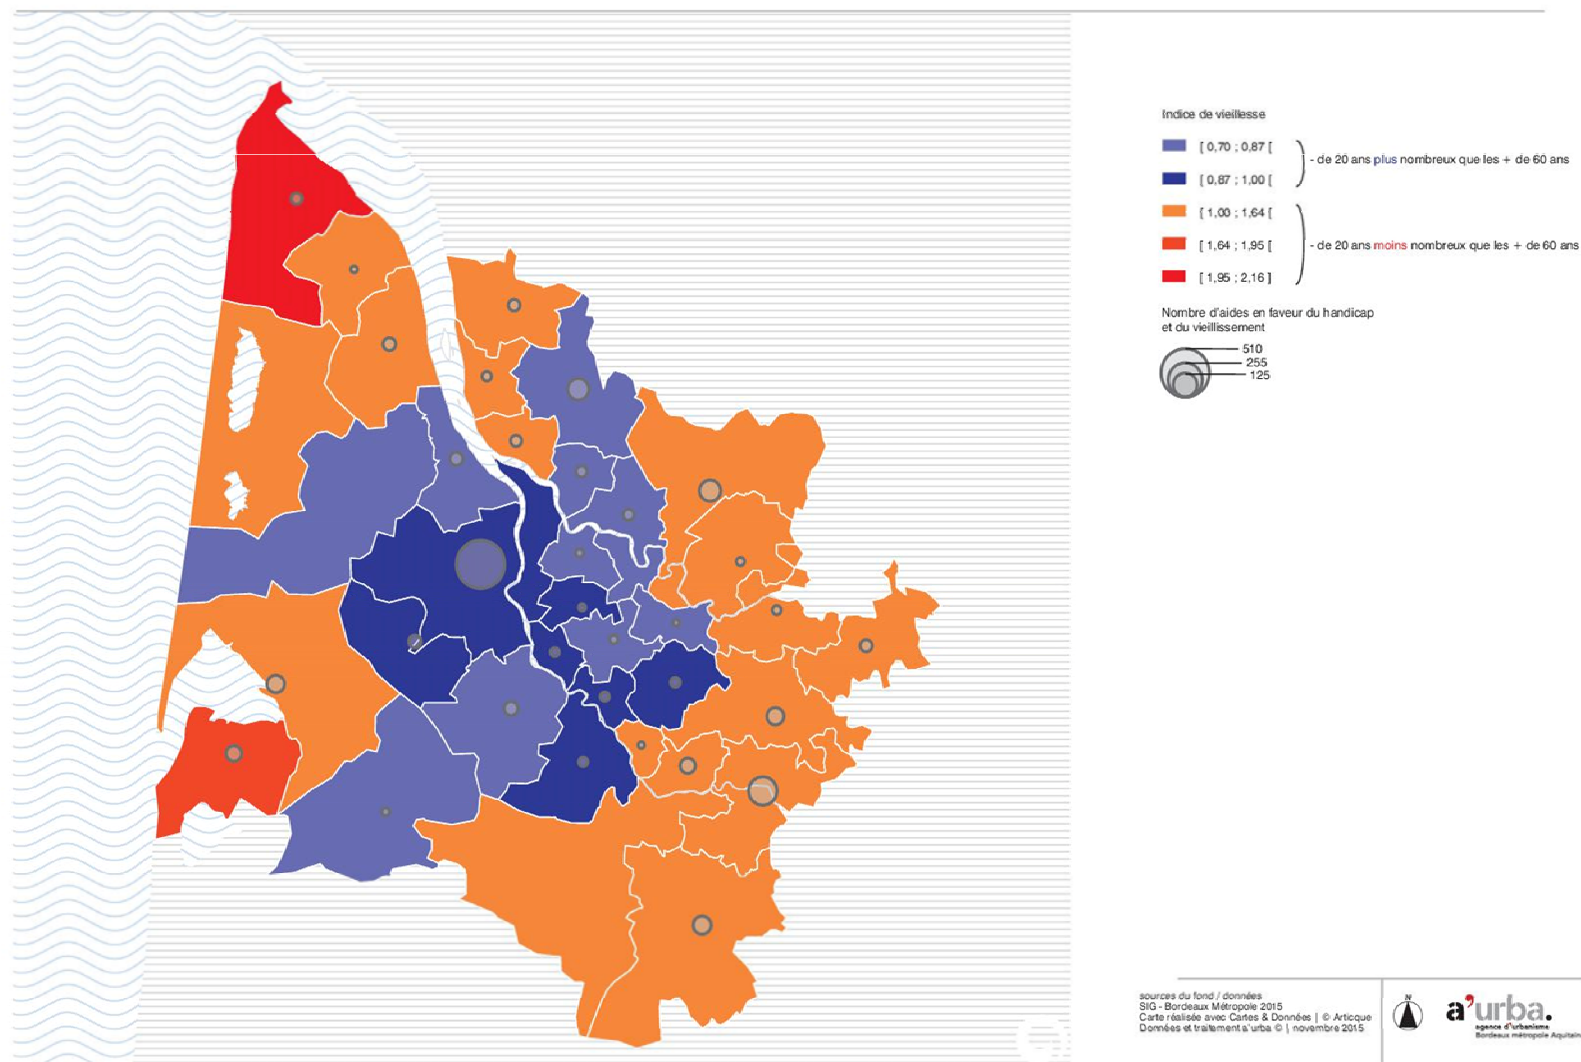 Indice de vieillesse
[ 0,70 ; 0,87 [
- de 20 ans plus nombreux que les + de 60 ans
[ 0,87 ; 1,00 [
[ 1,00 ; 1,64 [
[ 1,64 ; 1,95 [
- de 20 ans moins nombreux que les + de 60 ans
[ 1,95 ; 2,16 ]
Nombre d'aides en faveur du handicap
et du vieillissement
510
255
125
sources du fond / données
SIG - Bordeaux Métropole 2015
Carte réalisée avec Cartes & Données | © Articque
Données et traitement a'urba © | novembre 2015
N
a'urba.
agence d'urbanisme
Bordeaux métropole Aquitain